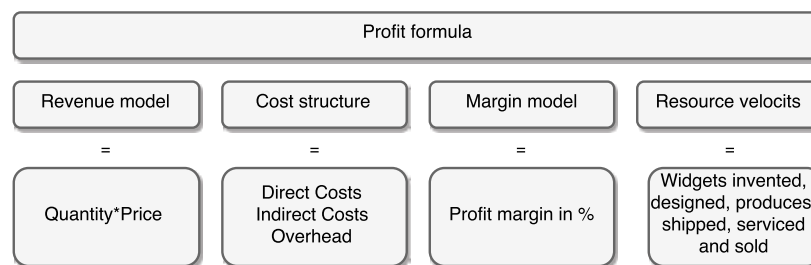 Profit formula
Revenue model
Cost structure
Margin model
Resource velocits
=
=
=
=
Quantity*Price
Direct Costs
Indirect Costs
Overhead
Profit margin in %
Widgets invented,
designed, produces,
shipped, serviced
and sold